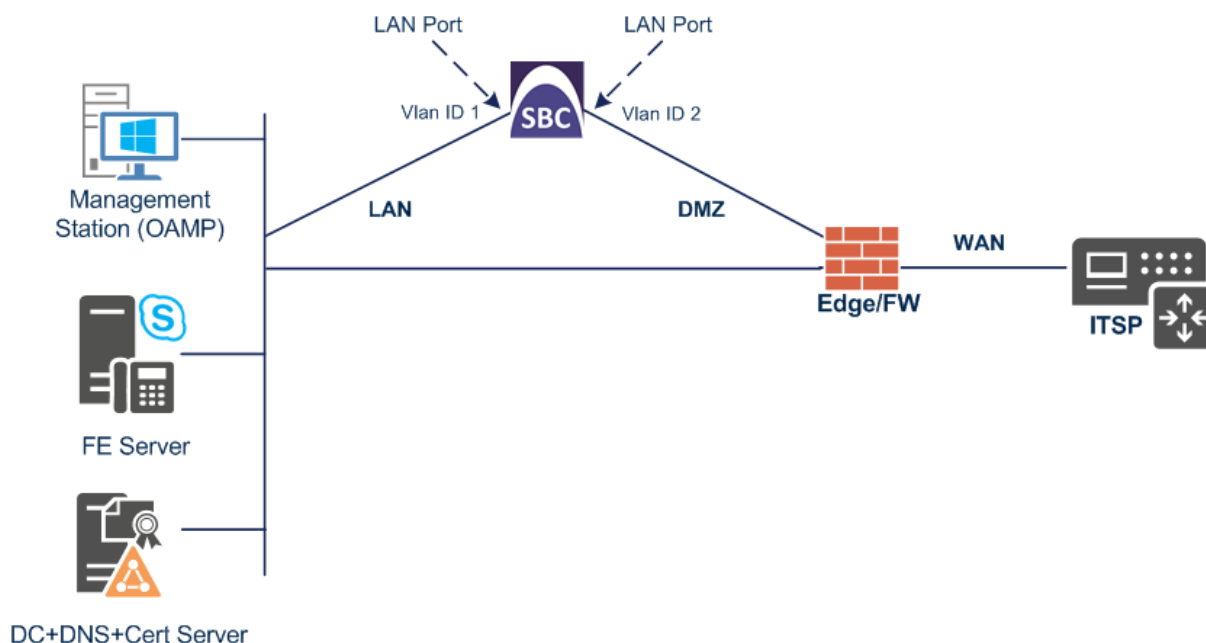 LAN Port
LAN Port
Vlan ID 1
SBC
Vlan ID 2
Management
Station (OAMP)
LAN
DMZ
WAN
Edge/FW
ITSP
S
FE Server
DC+DNS+Cert Server